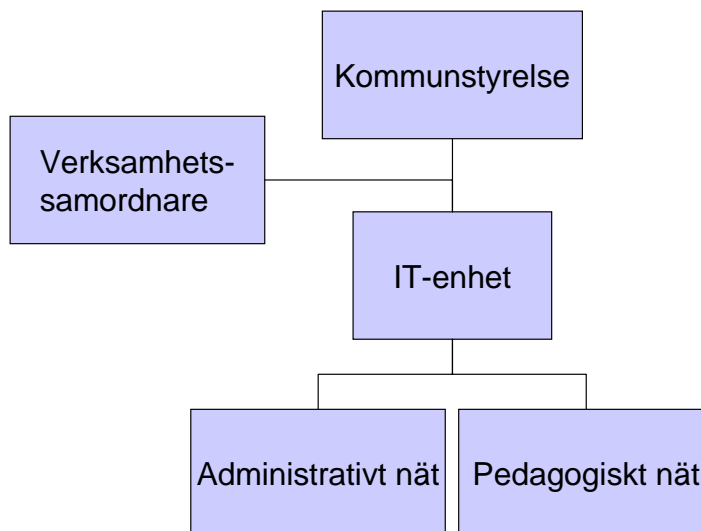 Kommunstyrelse
Verksamhets-
samordnare
IT-enhet
Administrativt nät
Pedagogiskt nät